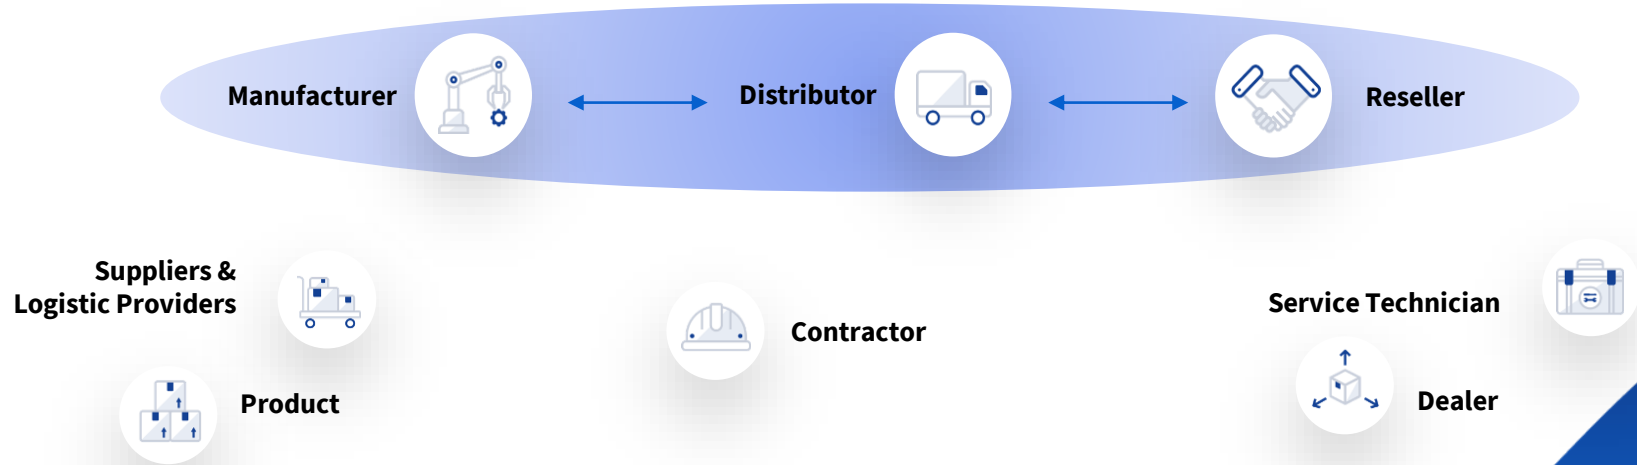 Manufacturer
Distributor
Reseller
Suppliers &
Logistic Providers
Contractor
Service Technician
Product
Dealer